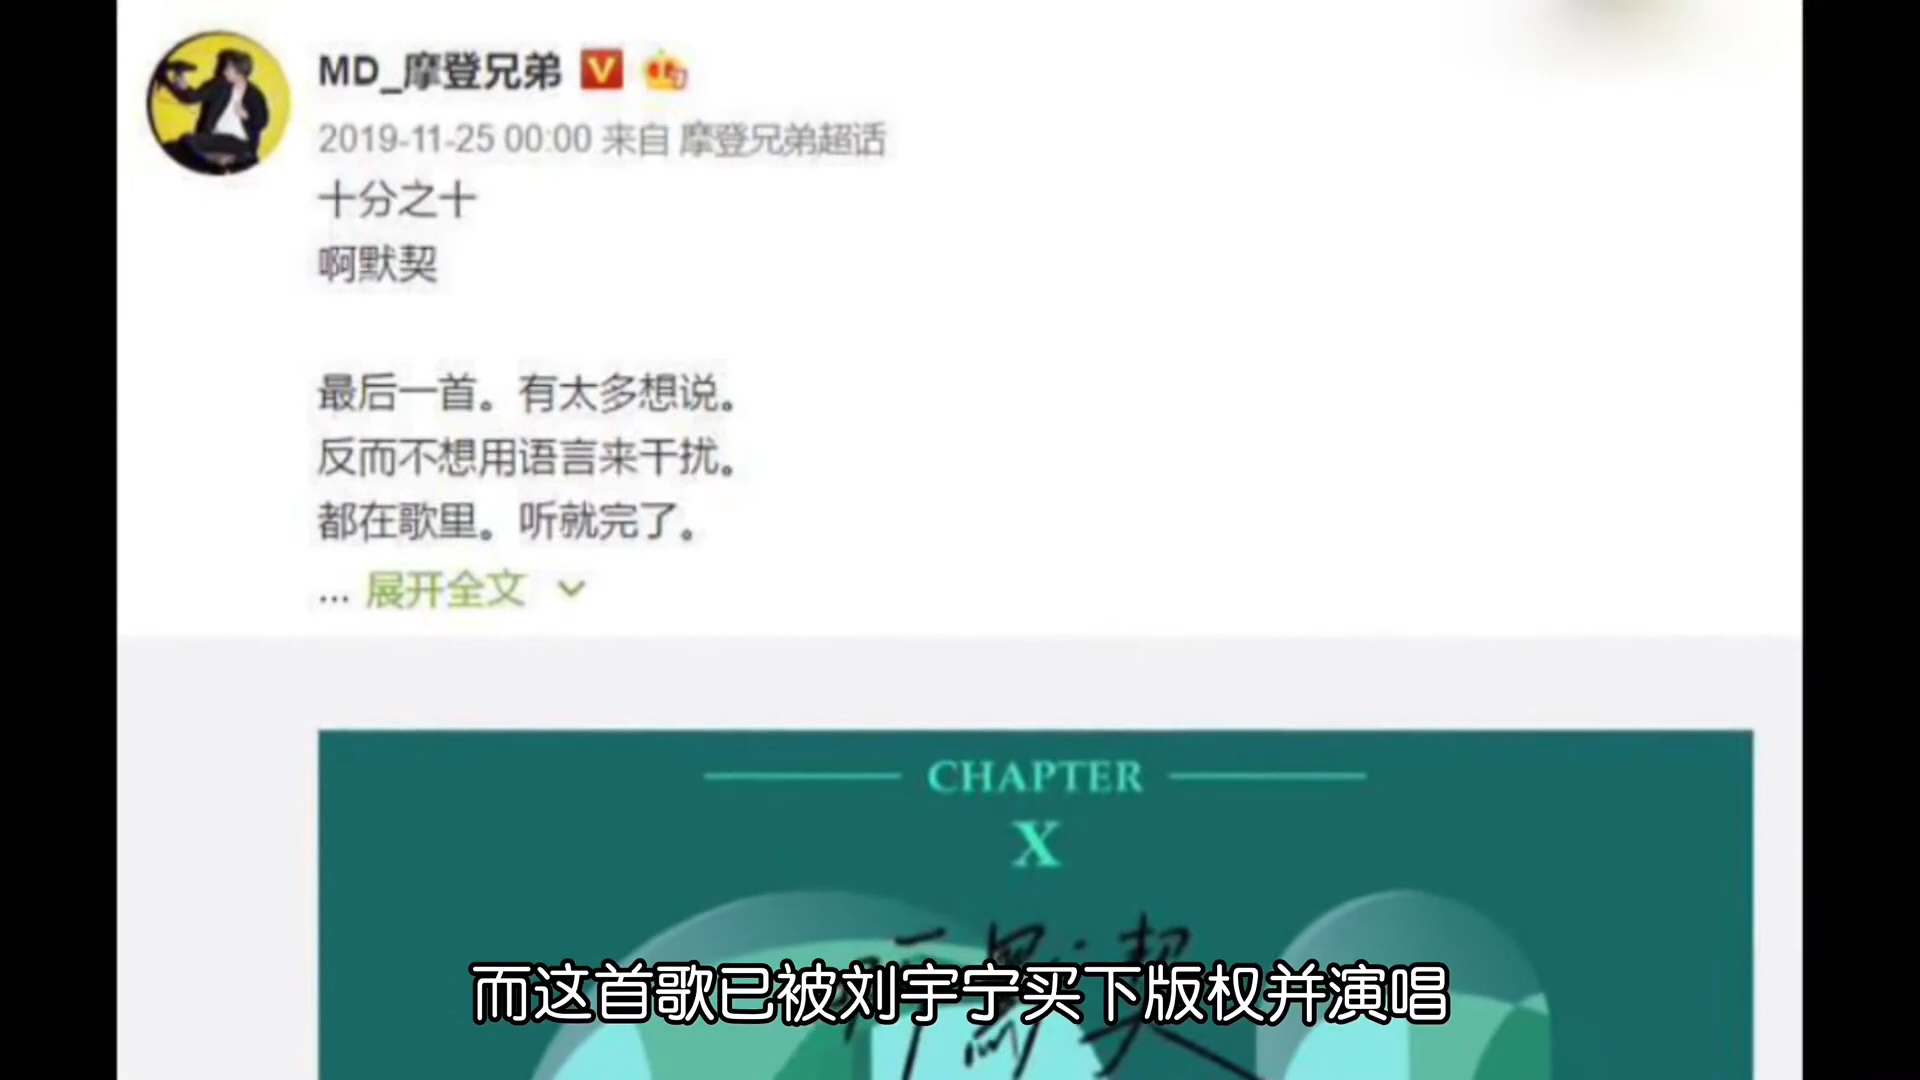 MD_摩登兄弟
2019-11-25 00:00 来自 摩登兄弟超话
十分之十
啊默契
最后一首。有太多想说。
反而不想用语言来干扰。
都在歌里。听就完了。
... 展开全文
CHAPTER
X
啊默契
而这首歌已被刘宇宁买下版权并演唱